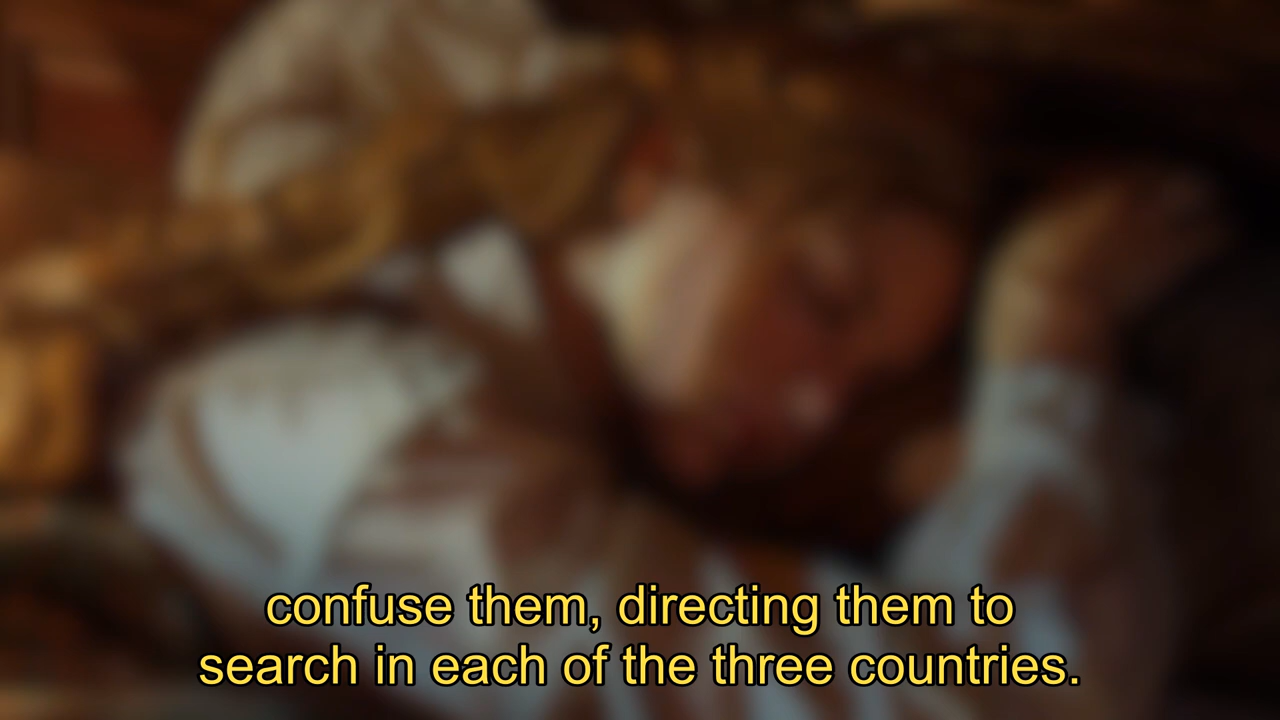 confuse them, directing them to
search in each of the three countries.